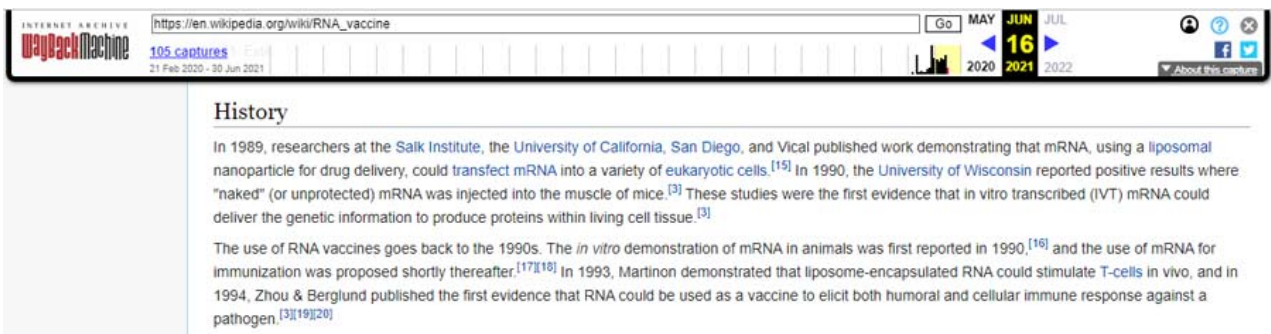 INTERNET ARCHIVE
WayBackMachine
https://en.wikipedia.org/wiki/RNA_vaccine
Go
MAY JUN JUL
105 captures
16
21 Feb 2020 - 30 Jun 2021
2020 2021 2022
About this capture
History
In 1989, researchers at the Salk Institute, the University of California, San Diego, and Vical published work demonstrating that mRNA, using a liposomal
nanoparticle for drug delivery, could transfect mRNA into a variety of eukaryotic cells.[15] In 1990, the University of Wisconsin reported positive results where
"naked" (or unprotected) mRNA was injected into the muscle of mice.[3] These studies were the first evidence that in vitro transcribed (IVT) mRNA could
deliver the genetic information to produce proteins within living cell tissue.[3]
The use of RNA vaccines goes back to the 1990s. The in vitro demonstration of mRNA in animals was first reported in 1990,[16] and the use of mRNA for
immunization was proposed shortly thereafter.[17][18] In 1993, Martinon demonstrated that liposome-encapsulated RNA could stimulate T-cells in vivo, and in
1994, Zhou & Berglund published the first evidence that RNA could be used as a vaccine to elicit both humoral and cellular immune response against a
pathogen.[3][19][20]